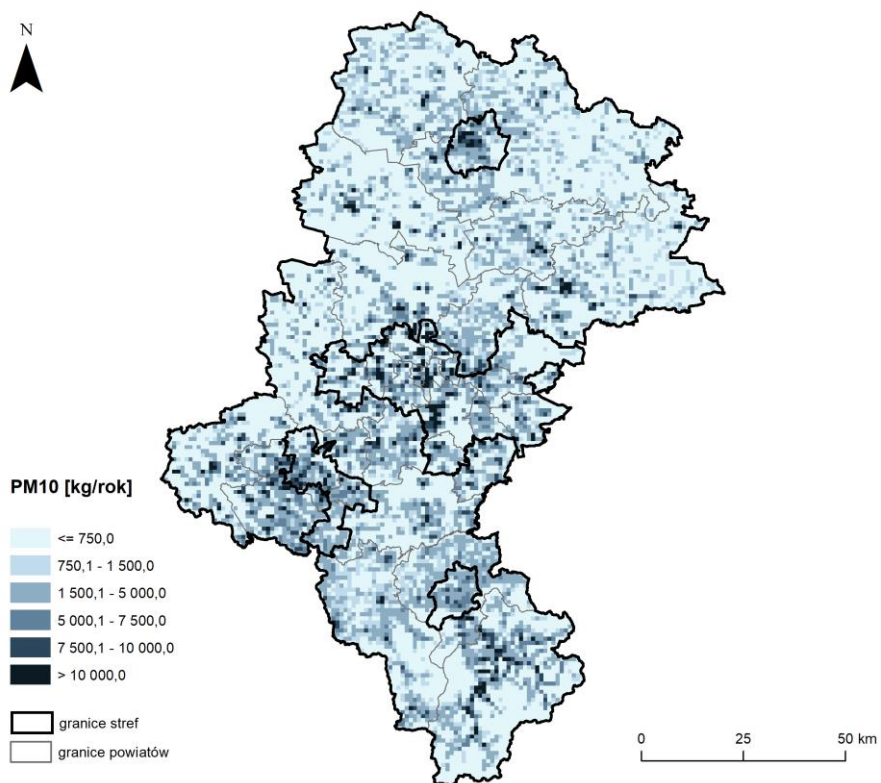 N
PM10 [kg/rok]
<= 750,0
750,1 - 1 500,0
1 500,1 - 5 000,0
5 000,1 - 7 500,0
7 500,1 - 10 000,0
> 10 000,0
granice stref
granice powiatów
0 25 50 km